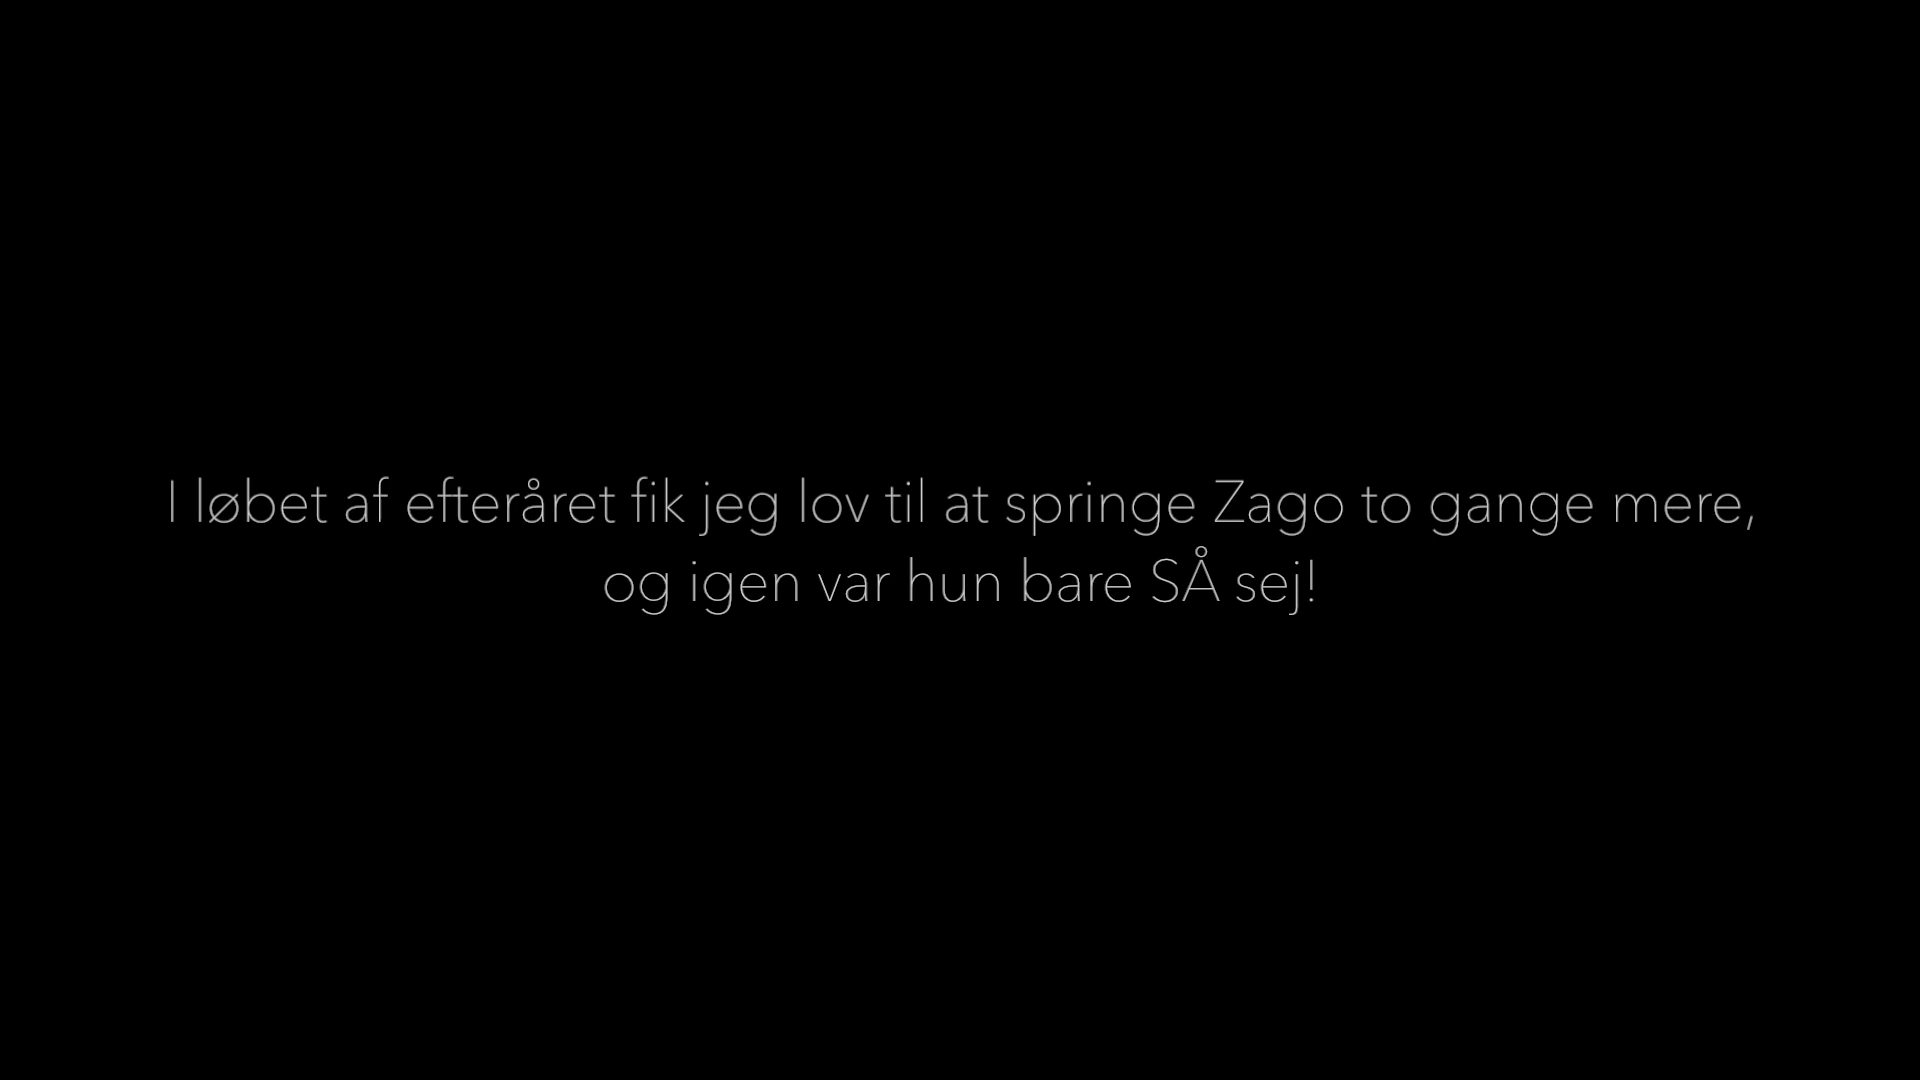 I løbet af efteråret fik jeg lov til at springe Zago to gange mere,
og igen var hun bare SÅ sej!